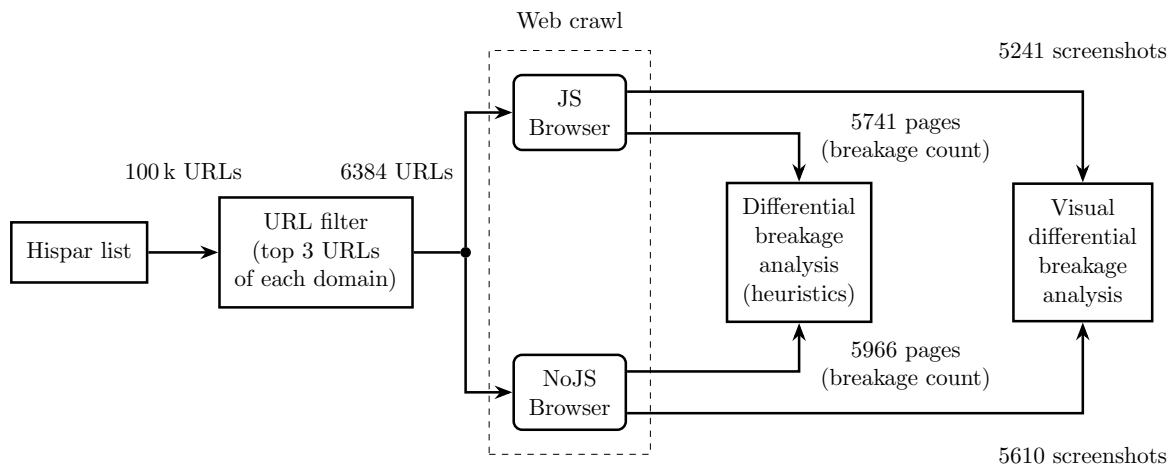 Web crawl
5241 screenshots
JS
Browser
5741 pages
(breakage count)
100 k URLs
6384 URLs
Hispar list
URL filter
(top 3 URLs
of each domain)
Differential
breakage
analysis
(heuristics)
Visual
differential
breakage
analysis
NoJS
Browser
5966 pages
(breakage count)
5610 screenshots